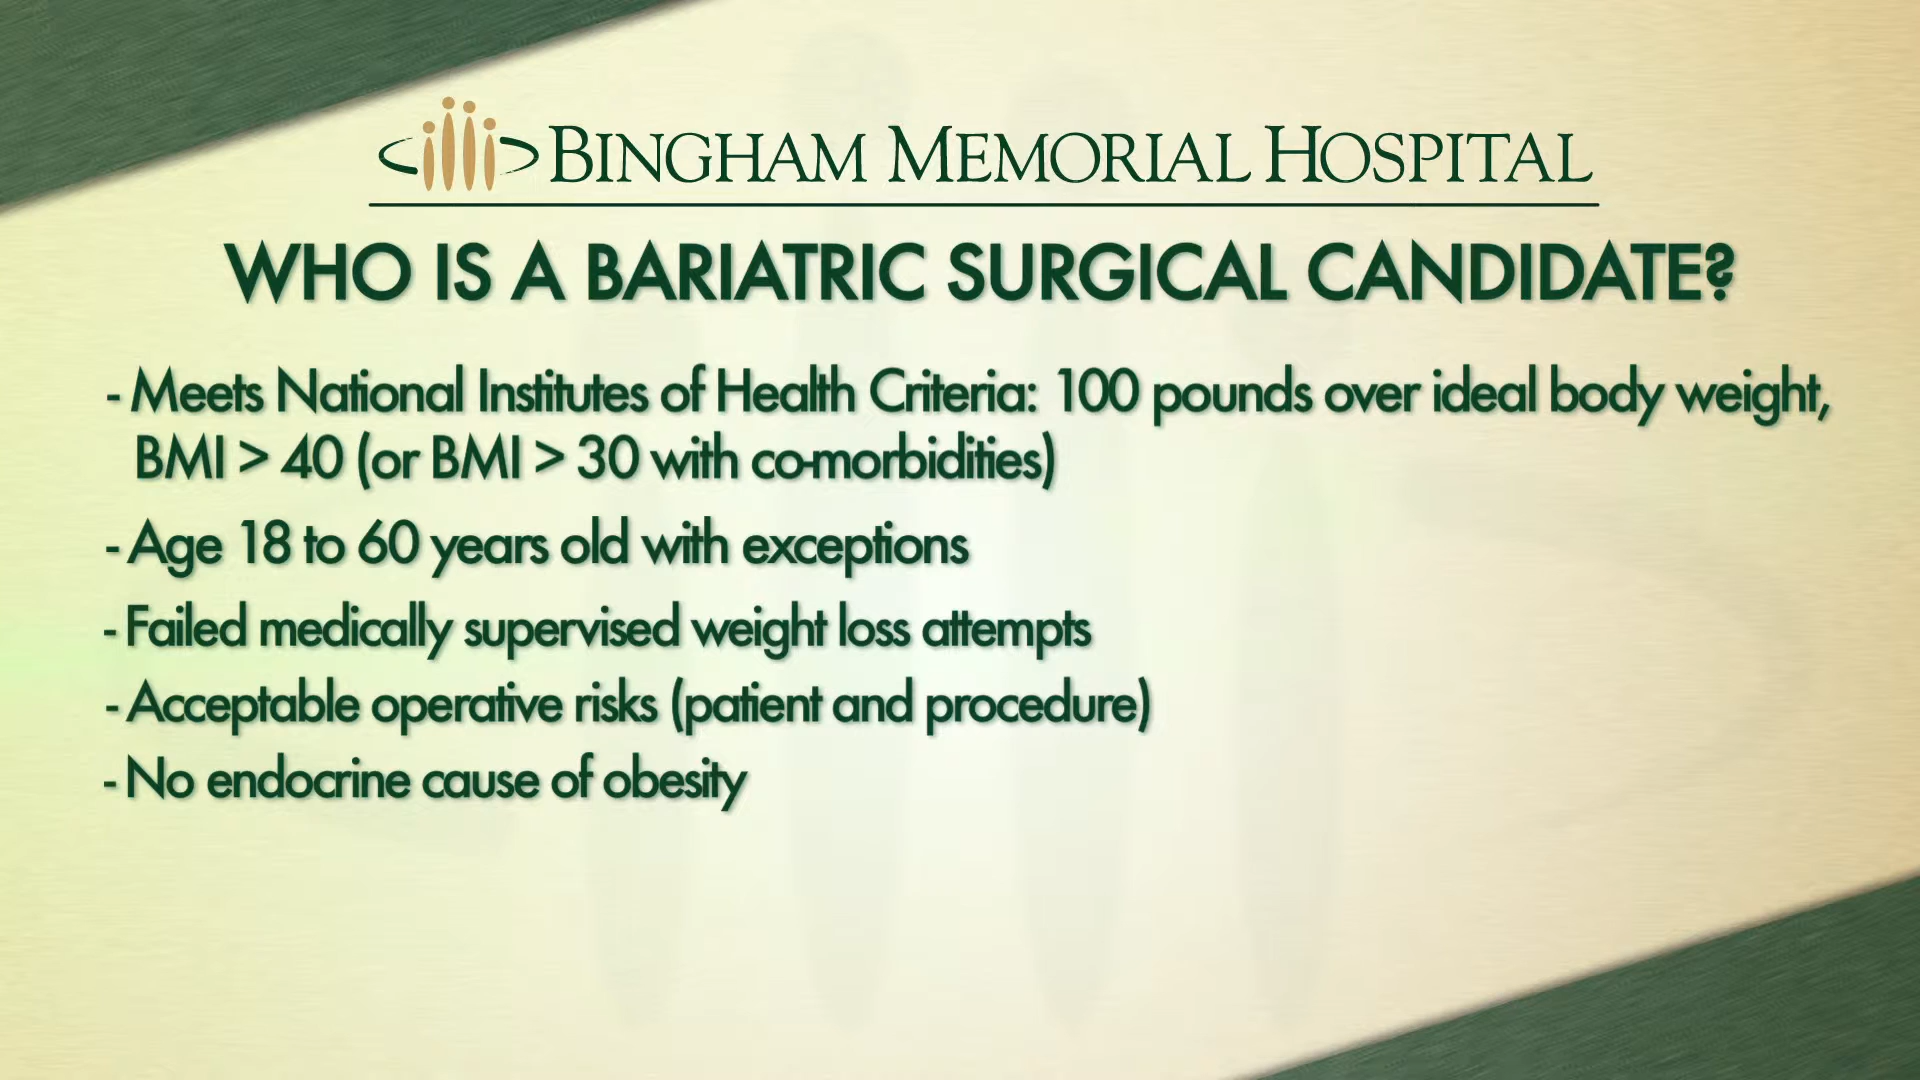 BINGHAM MEMORIAL HOSPITAL
WHO IS A BARIATRIC SURGICAL CANDIDATE?
- Meets National Institutes of Health Criteria: 100 pounds over ideal body weight,
BMI > 40 (or BMI > 30 with co-morbidities)
- Age 18 to 60 years old with exceptions
- Failed medically supervised weight loss attempts
- Acceptable operative risks (patient and procedure)
- No endocrine cause of obesity